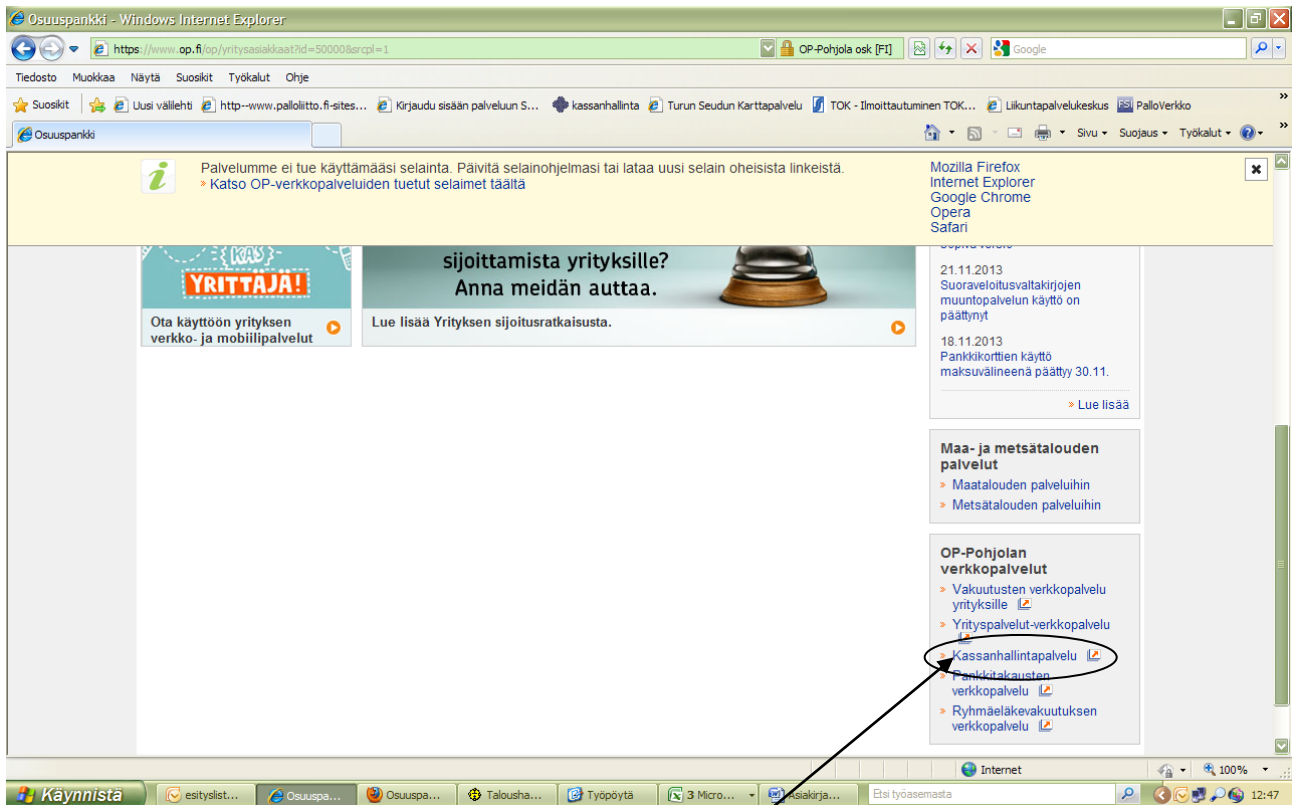 Osuuspankki - Windows Internet Explorer
https://www.op.fi/op/yritysasiakkaat?id=50000&srcpl=1
OP-Pohjola osk [FI]
Google
Tiedosto Muokkaa Näytä Suosikit Työkalut Ohje
Suosikit Uusi välilehti http--www.palloliitto.fi-sites... Kirjaudu sisään palveluun S... kassanhallinta Turun Seudun Karttapalvelu TOK - Ilmoittautuminen TOK... Liikuntapalvelukeskus PalloVerkko »
Osuuspankki
Sivu Suojaus Työkalut »
Palvelumme ei tue käyttämääsi selainta. Päivitä selainohjelmasi tai lataa uusi selain oheisista linkeistä.
» Katso OP-verkkopalveluiden tuetut selaimet täältä
Mozilla Firefox
Internet Explorer
Google Chrome
Opera
Safari
KAS
YRITTÄJÄ!
Ota käyttöön yrityksen
verkko- ja mobiilipalvelut
sijoittamista yrityksille?
Anna meidän auttaa.
Lue lisää Yrityksen sijoitusratkaisusta.
21.11.2013
Suoraveloitusvaltakirjojen
muuntopalvelun käyttö on
päättynyt
18.11.2013
Pankkikorttien käyttö
maksuvälineenä päättyy 30.11.
» Lue lisää
Maa- ja metsätalouden
palvelut
» Maatalouden palveluihin
» Metsätalouden palveluihin
OP-Pohjolan
verkkopalvelut
» Vakuutusten verkkopalvelu
yrityksille
» Yrityspalvelut-verkkopalvelu
» Kassanhallintapalvelu
» Pankkitakausten
verkkopalvelu
» Ryhmäeläkevakuutuksen
verkkopalvelu
Internet
100%
Käynnistä
esityslist...
Osuuspa...
Osuuspa...
Talousha...
Työpöytä
3 Micro...
Asiakirja...
Etsi työasemasta
12:47